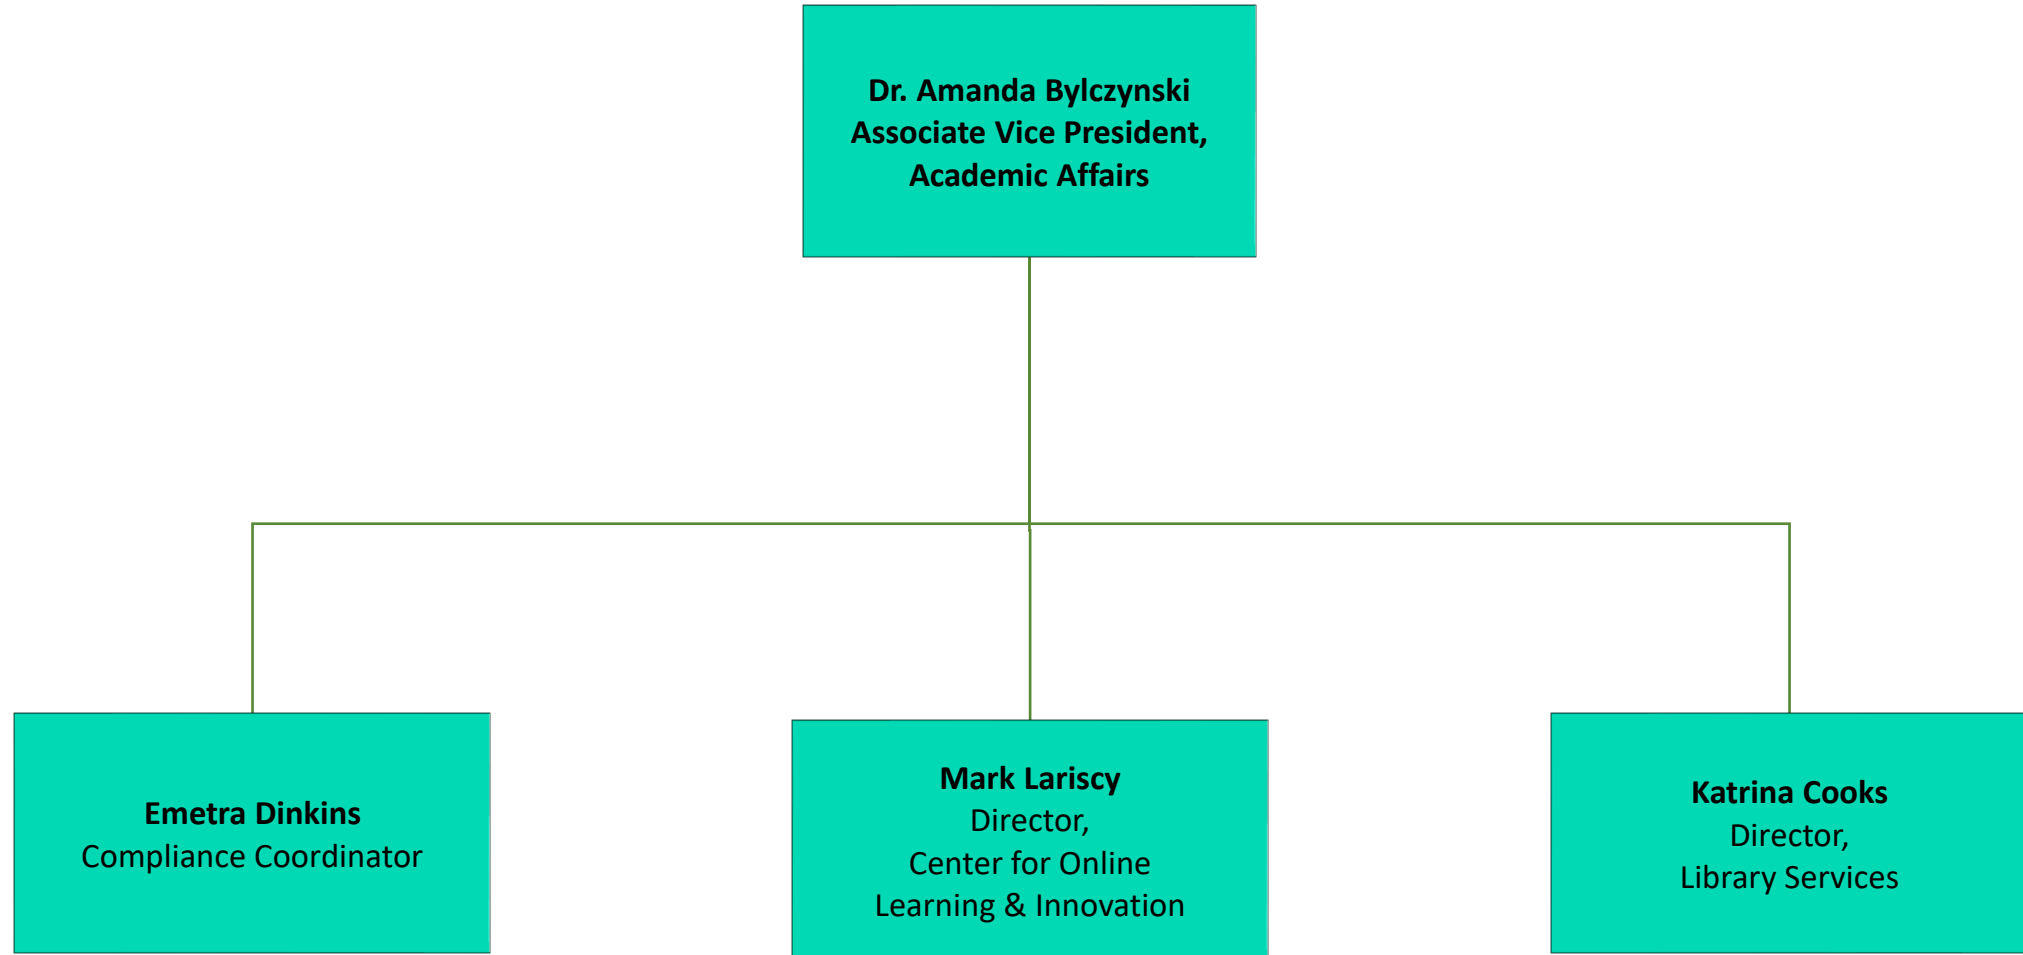 Dr. Amanda Bylczynski
Associate Vice President,
Academic Affairs
Emetra Dinkins
Compliance Coordinator
Mark Lariscy
Director,
Center for Online
Learning & Innovation
Katrina Cooks
Director,
Library Services